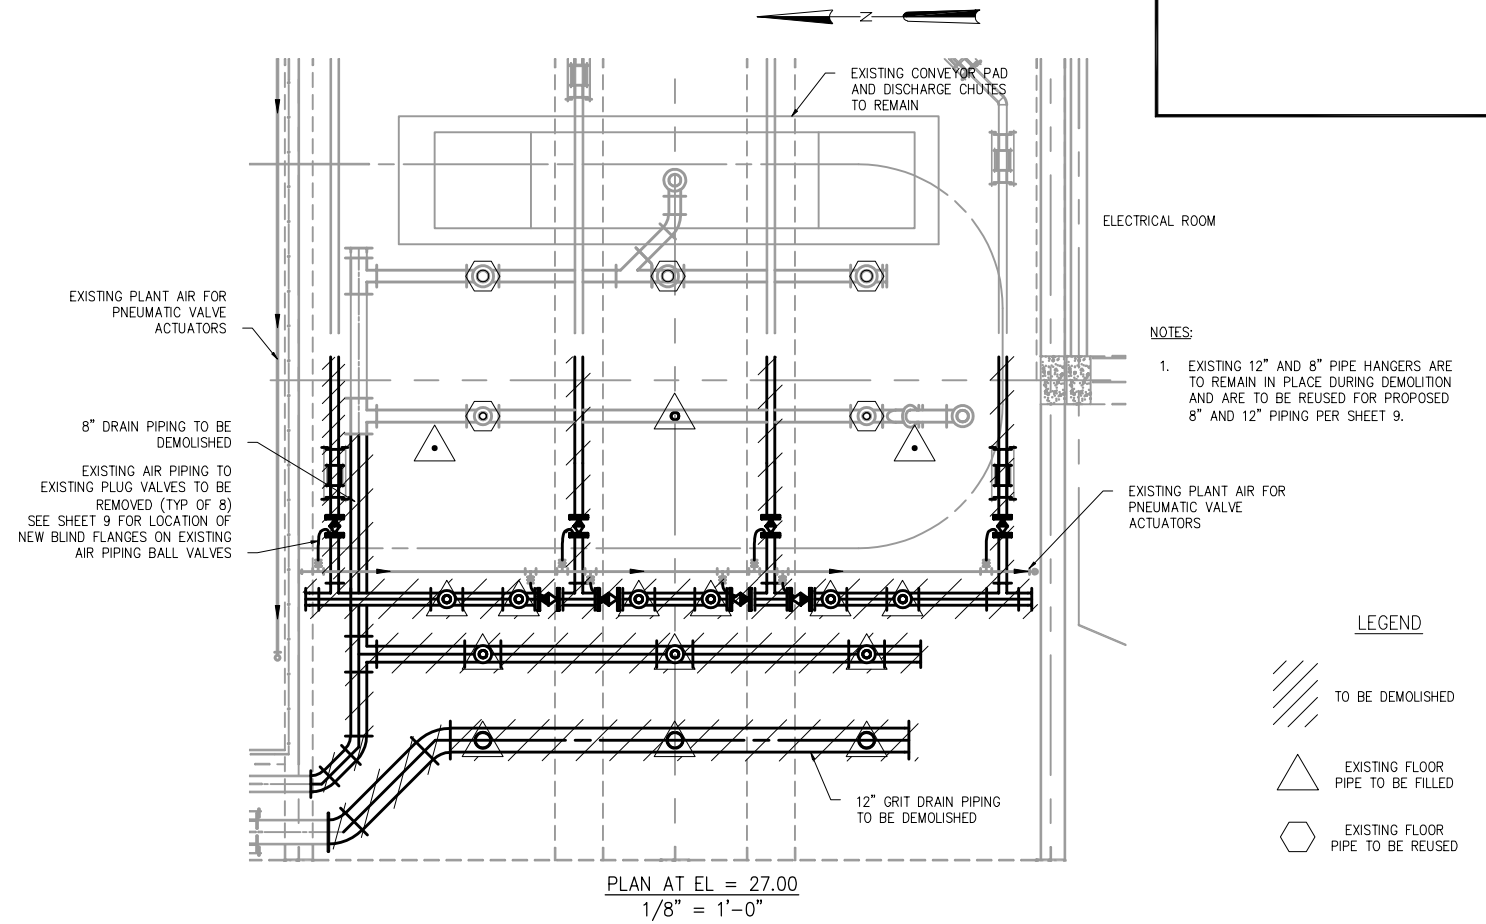 N
EXISTING CONVEYOR PAD
AND DISCHARGE CHUTES
TO REMAIN
ELECTRICAL ROOM
EXISTING PLANT AIR FOR
PNEUMATIC VALVE
ACTUATORS
NOTES:
1. EXISTING 12" AND 8" PIPE HANGERS ARE
TO REMAIN IN PLACE DURING DEMOLITION
AND ARE TO BE REUSED FOR PROPOSED
8" AND 12" PIPING PER SHEET 9.
8" DRAIN PIPING TO BE
DEMOLISHED
EXISTING AIR PIPING TO
EXISTING PLUG VALVES TO BE
REMOVED (TYP OF 8)
SEE SHEET 9 FOR LOCATION OF
NEW BLIND FLANGES ON EXISTING
AIR PIPING BALL VALVES
EXISTING PLANT AIR FOR
PNEUMATIC VALVE
ACTUATORS
LEGEND
TO BE DEMOLISHED
EXISTING FLOOR
PIPE TO BE FILLED
EXISTING FLOOR
PIPE TO BE REUSED
12" GRIT DRAIN PIPING
TO BE DEMOLISHED
PLAN AT EL = 27.00
1/8" = 1'-0"